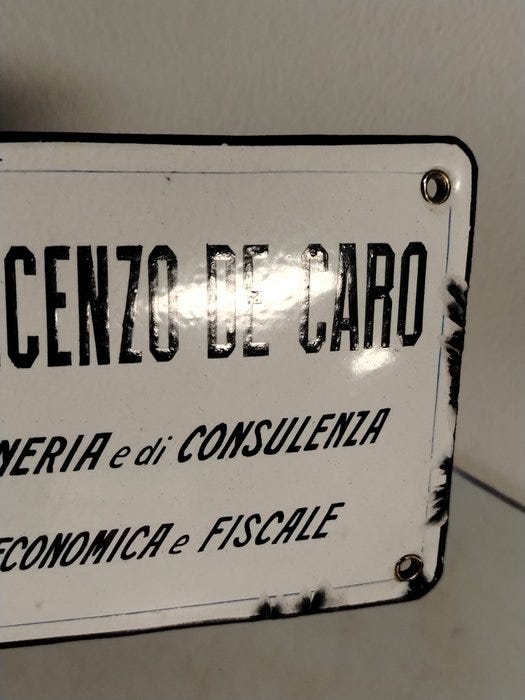 CENZO DE CARO
NERIA e di CONSULENZA
ECONOMICA e FISCALE